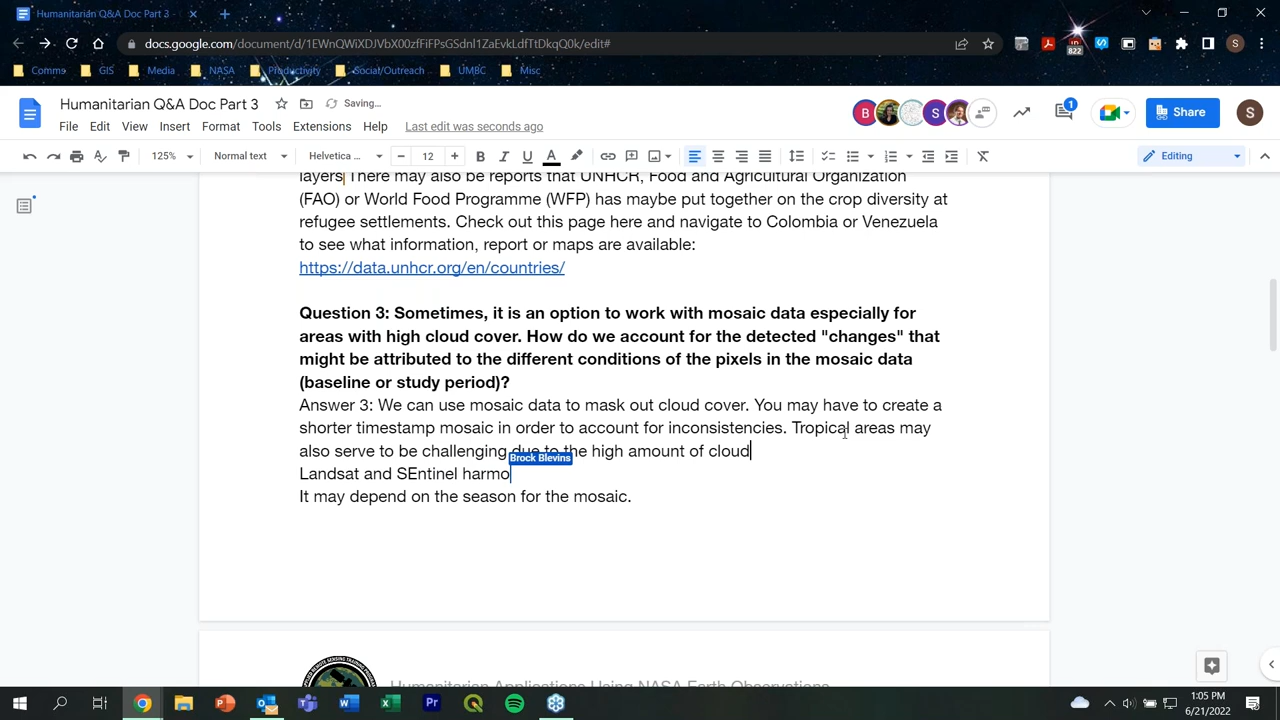 Humanitarian Q&A Doc Part 3 -
docs.google.com/document/d/1EWnQWiXDJVbX00zfFiFPsGSdnl1ZaEvkLdfTtDkqQ0k/edit#
822
S
Comms
GIS
Media
NASA
Productivity
Social/Outreach
UMBC
Misc
Humanitarian Q&A Doc Part 3
Saving...
B
S
1
Share
S
File Edit View Insert Format Tools Extensions Help Last edit was seconds ago
125% Normal text Helvetica ... 12 B I U A Editing
layers There may also be reports that UNHCR, Food and Agricultural Organization
(FAO) or World Food Programme (WFP) has maybe put together on the crop diversity at
refugee settlements. Check out this page here and navigate to Colombia or Venezuela
to see what information, report or maps are available:
https://data.unhcr.org/en/countries/
Question 3: Sometimes, it is an option to work with mosaic data especially for
areas with high cloud cover. How do we account for the detected "changes" that
might be attributed to the different conditions of the pixels in the mosaic data
(baseline or study period)?
Answer 3: We can use mosaic data to mask out cloud cover. You may have to create a
shorter timestamp mosaic in order to account for inconsistencies. Tropical areas may
also serve to be challenging due to the high amount of cloud
Brock Blevins
Landsat and SEntinel harmo
It may depend on the season for the mosaic.
Humanitarian Applications Using NASA Earth Observations
1:05 PM
6/21/2022